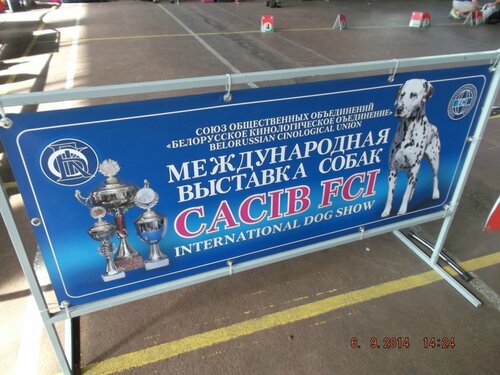 СОЮЗ ОБЩЕСТВЕННЫХ ОБЪЕДИНЕНИЙ
«БЕЛОРУССКОЕ КИНОЛОГИЧЕСКОЕ ОБЪЕДИНЕНИЕ»
BELORUSSIAN CINOLOGICAL UNION
МЕЖДУНАРОДНАЯ
ВЫСТАВКА СОБАК
CACIB FCI
INTERNATIONAL DOG SHOW
FCI
6. 9.2014 14:24